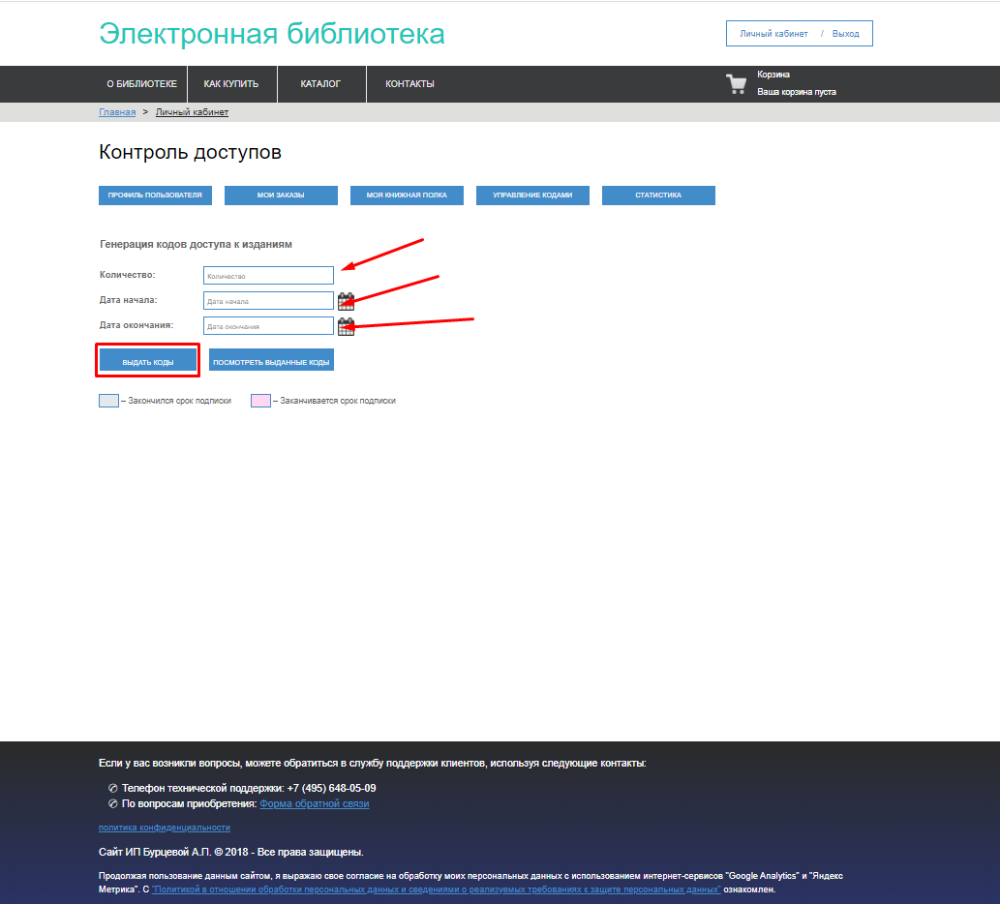 Электронная библиотека
Личный кабинет / Выход
О БИБЛИОТЕКЕ КАК КУПИТЬ КАТАЛОГ КОНТАКТЫ
Корзина
Ваша корзина пуста
Главная > Личный кабинет
Контроль доступов
ПРОФИЛЬ ПОЛЬЗОВАТЕЛЯ МОИ ЗАКАЗЫ МОЯ КНИЖНАЯ ПОЛКА УПРАВЛЕНИЕ КОДАМИ СТАТИСТИКА
Генерация кодов доступа к изданиям
Количество: Количество
Дата начала: Дата начала
Дата окончания: Дата окончания
ВЫДАТЬ КОДЫ ПОСМОТРЕТЬ ВЫДАННЫЕ КОДЫ
– Закончился срок подписки – Заканчивается срок подписки
Если у вас возникли вопросы, можете обратиться в службу поддержки клиентов, используя следующие контакты:
✆ Телефон технической поддержки: +7 (495) 648-05-09
✆ По вопросам приобретения: Форма обратной связи
политика конфиденциальности
Сайт ИП Бурцевой А.П. © 2018 - Все права защищены.
Продолжая пользование данным сайтом, я выражаю свое согласие на обработку моих персональных данных с использованием интернет-сервисов "Google Analytics" и "Яндекс
Метрика". С "Политикой в отношении обработки персональных данных и сведениями о реализуемых требованиях к защите персональных данных" ознакомлен.